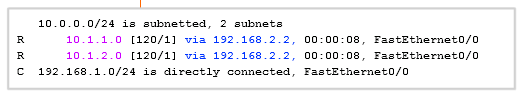 10.0.0.0/24 is subnetted, 2 subnets
R 10.1.1.0 [120/1] via 192.168.2.2, 00:00:08, FastEthernet0/0
R 10.1.2.0 [120/1] via 192.168.2.2, 00:00:08, FastEthernet0/0
C 192.168.1.0/24 is directly connected, FastEthernet0/0